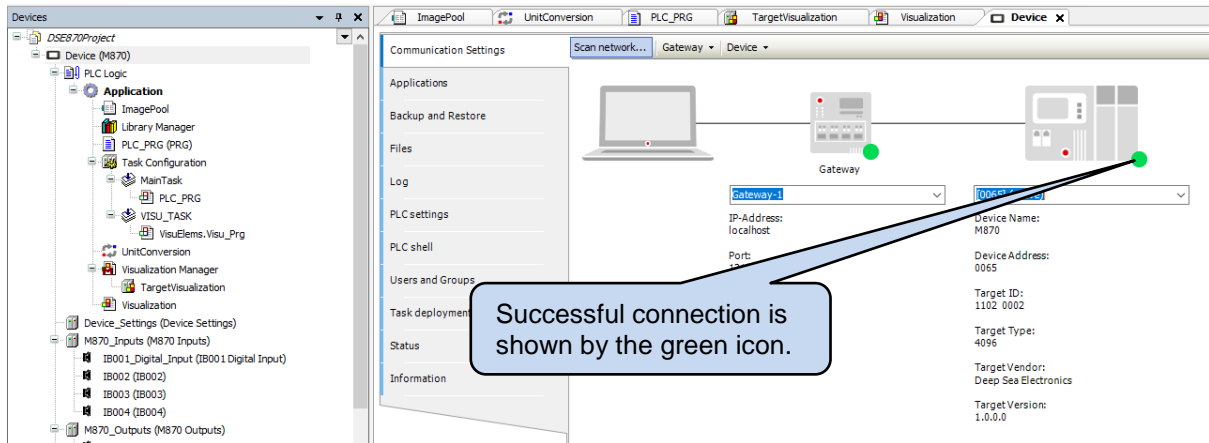 Devices
DSE870Project
Device (M870)
PLC Logic
Application
ImagePool
Library Manager
PLC_PRG (PRG)
Task Configuration
MainTask
PLC_PRG
VISU_TASK
VisuElems.Visu_Prg
UnitConversion
Visualization Manager
TargetVisualization
Visualization
Device_Settings (Device Settings)
M870_Inputs (M870 Inputs)
IB001_Digital_Input (IB001 Digital Input)
IB002 (IB002)
IB003 (IB003)
IB004 (IB004)
M870_Outputs (M870 Outputs)
ImagePool UnitConversion PLC_PRG TargetVisualization Visualization Device
Communication Settings
Applications
Backup and Restore
Files
Log
PLC settings
PLC shell
Users and Groups
Task deployment
Status
Information
Scan network... Gateway Device
Gateway
Gateway-1
IP-Address:
localhost
Port:
[0065]
Device Name:
M870
Device Address:
0065
Target ID:
1102 0002
Target Type:
4096
Target Vendor:
Deep Sea Electronics
Target Version:
1.0.0.0
Successful connection is
shown by the green icon.